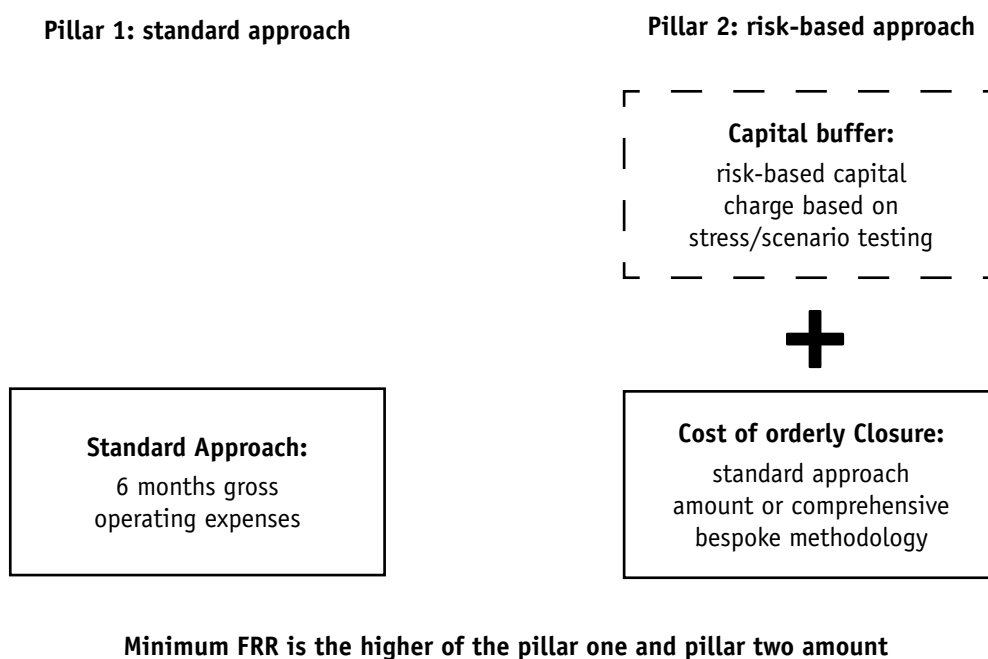 Pillar 1: standard approach
Pillar 2: risk-based approach
Capital buffer:
risk-based capital
charge based on
stress/scenario testing
Standard Approach:
6 months gross
operating expenses
Cost of orderly Closure:
standard approach
amount or comprehensive
bespoke methodology
Minimum FRR is the higher of the pillar one and pillar two amount